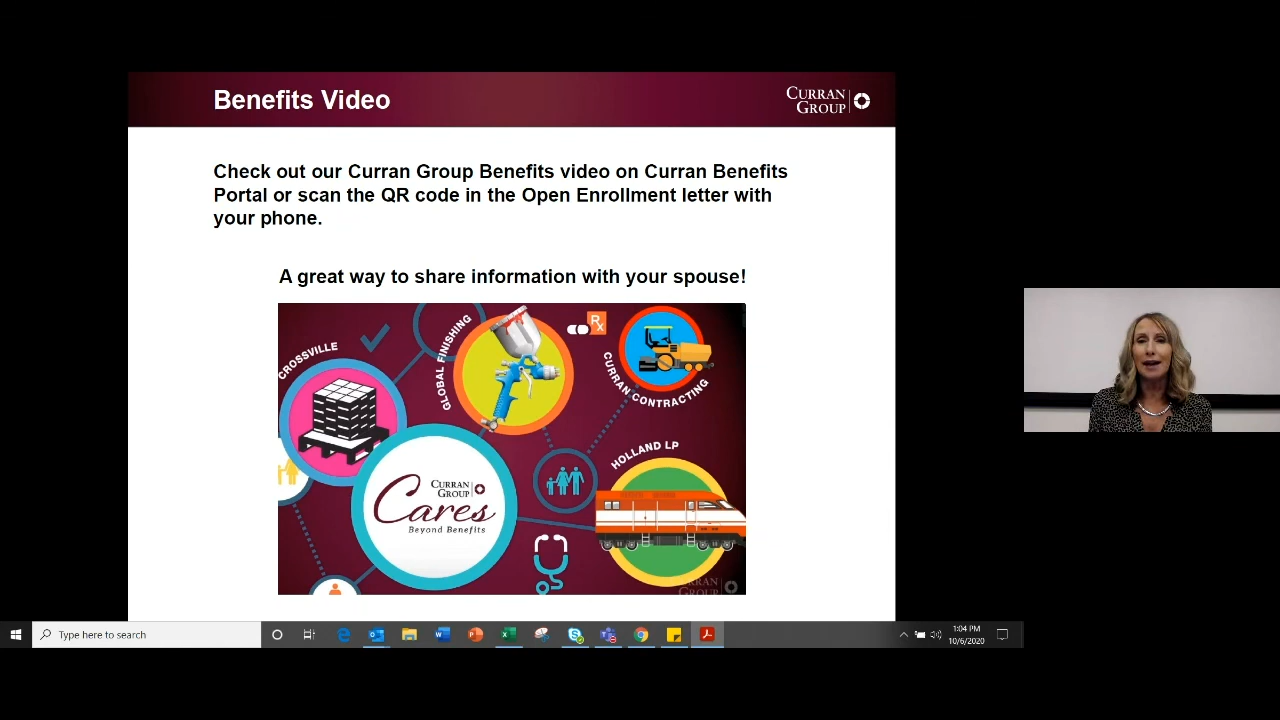 Benefits Video
CURRAN
GROUP
Check out our Curran Group Benefits video on Curran Benefits
Portal or scan the QR code in the Open Enrollment letter with
your phone.
A great way to share information with your spouse!
CROSSVILLE
GLOBAL FINISHING
Rx
CURRAN CONTRACTING
HOLLAND LP
CURRAN
GROUP
Cares
Beyond Benefits
GROUP
Type here to search
1:04 PM
10/6/2020